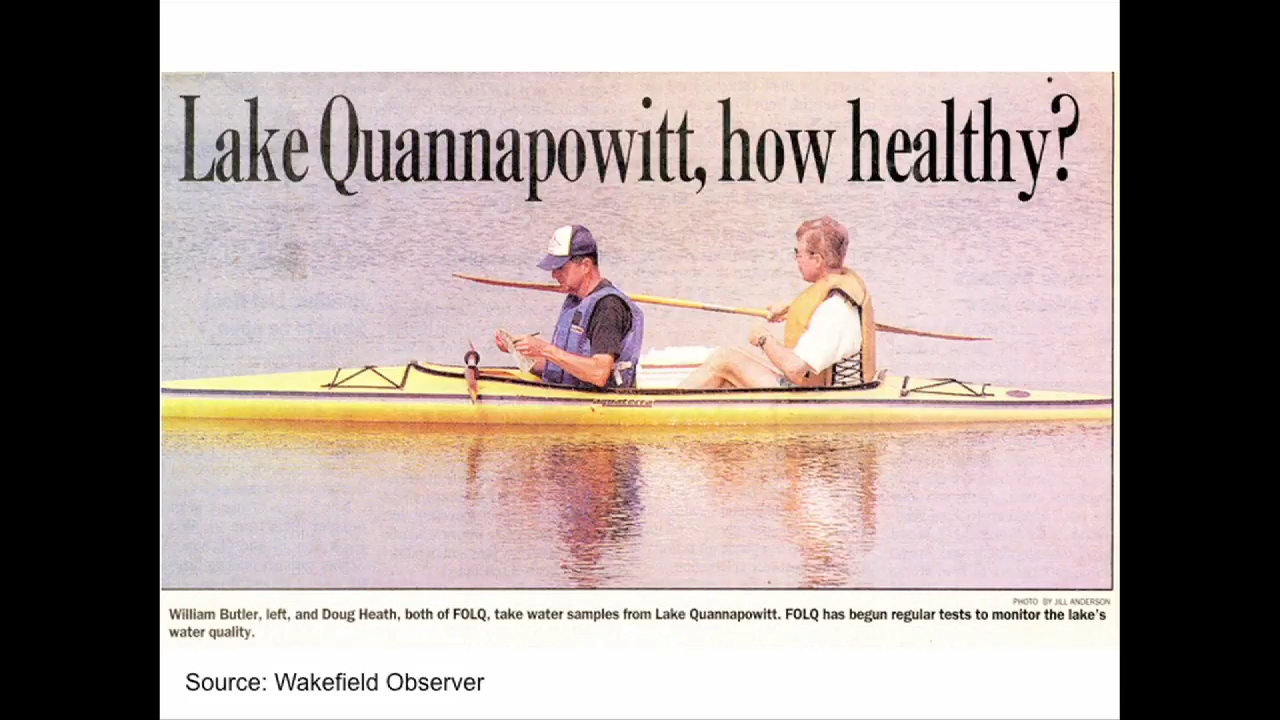 Lake Quannapowitt, how healthy?
aquaterra
PHOTO BY JILL ANDERSON
William Butler, left, and Doug Heath, both of FOLQ, take water samples from Lake Quannapowitt. FOLQ has begun regular tests to monitor the lake's
water quality.
Source: Wakefield Observer